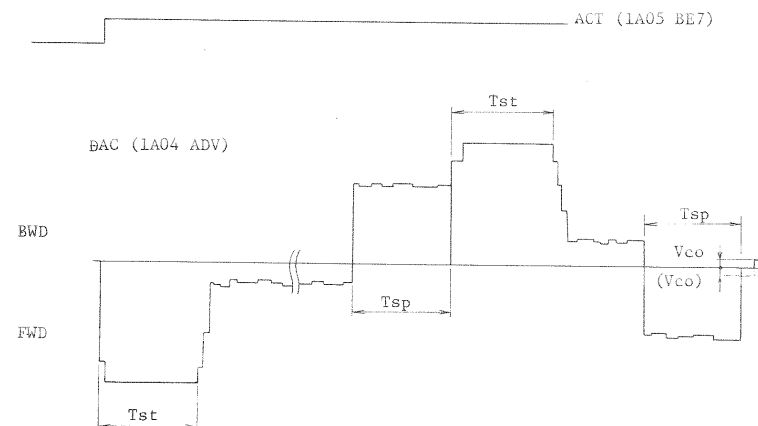 ACT (1A05 BE7)
Tst
DAC (1A04 ADV)
Tsp
BWD
Vco
(Vco)
Tsp
FWD
Tst